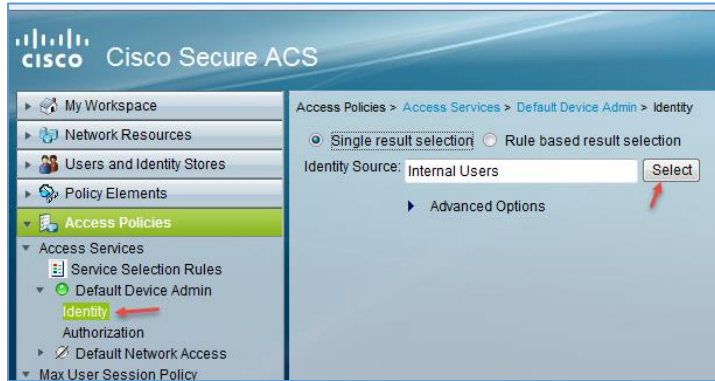 CISCO Cisco Secure ACS
My Workspace
Network Resources
Users and Identity Stores
Policy Elements
Access Policies
Access Services
Service Selection Rules
Default Device Admin
Identity
Authorization
Default Network Access
Max User Session Policy
Access Policies > Access Services > Default Device Admin > Identity
Single result selection Rule based result selection
Identity Source: Internal Users Select
Advanced Options